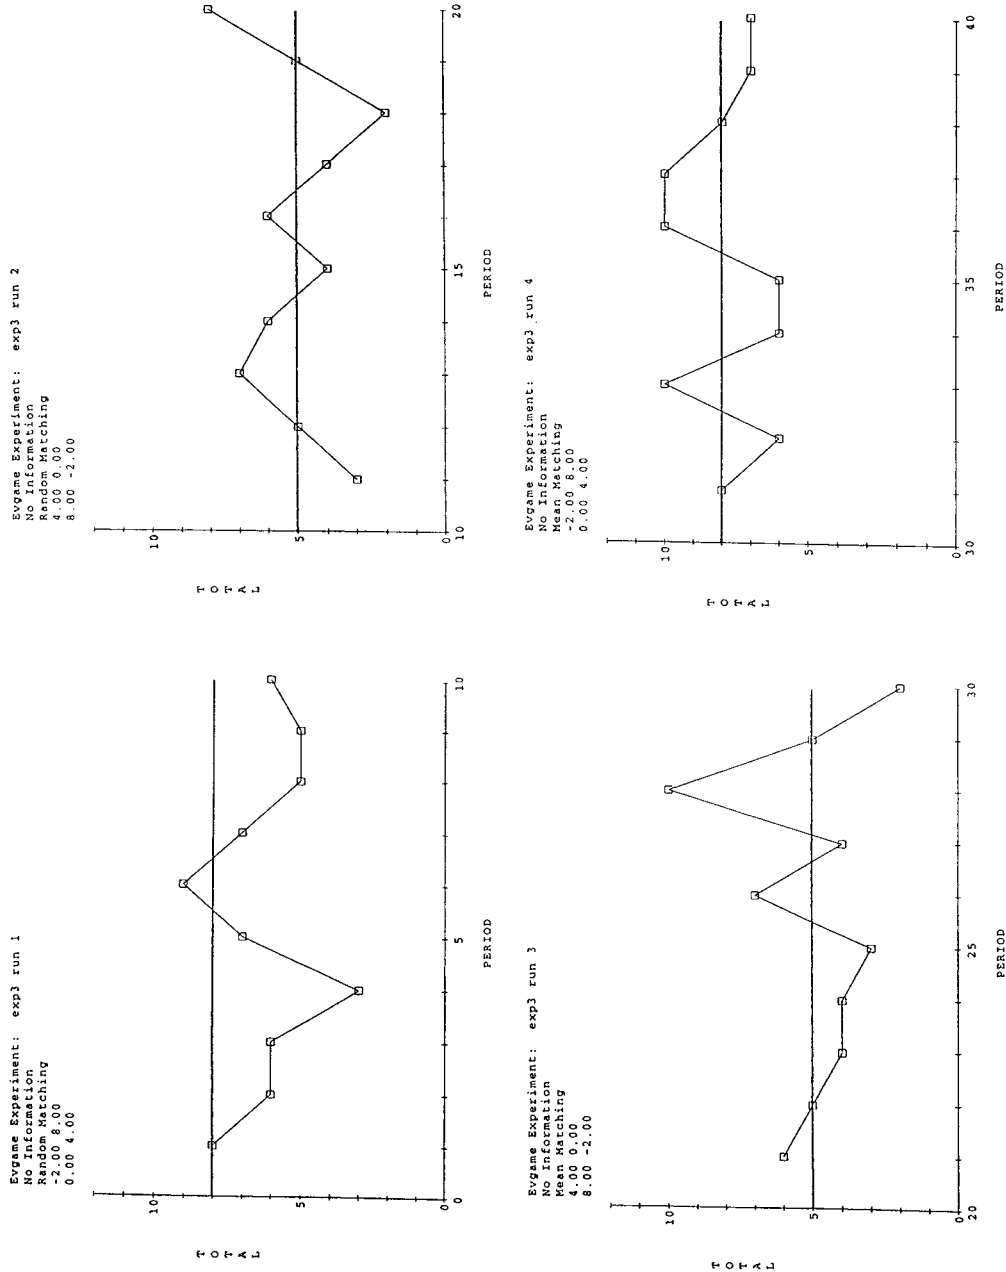 Evgame Experiment: exp3 run 1
No Information
Random Matching
-2.00 8.00
0.00 4.00
T O T A L
10
5
0
0 5 10
PERIOD
Evgame Experiment: exp3 run 2
No Information
Random Matching
4.00 0.00
8.00 -2.00
T O T A L
10
5
0
10 15 20
PERIOD
Evgame Experiment: exp3 run 3
No Information
Mean Matching
4.00 0.00
8.00 -2.00
T O T A L
10
5
0
20 25 30
PERIOD
Evgame Experiment: exp3 run 4
No Information
Mean Matching
-2.00 8.00
0.00 4.00
T O T A L
10
5
0
30 35 40
PERIOD